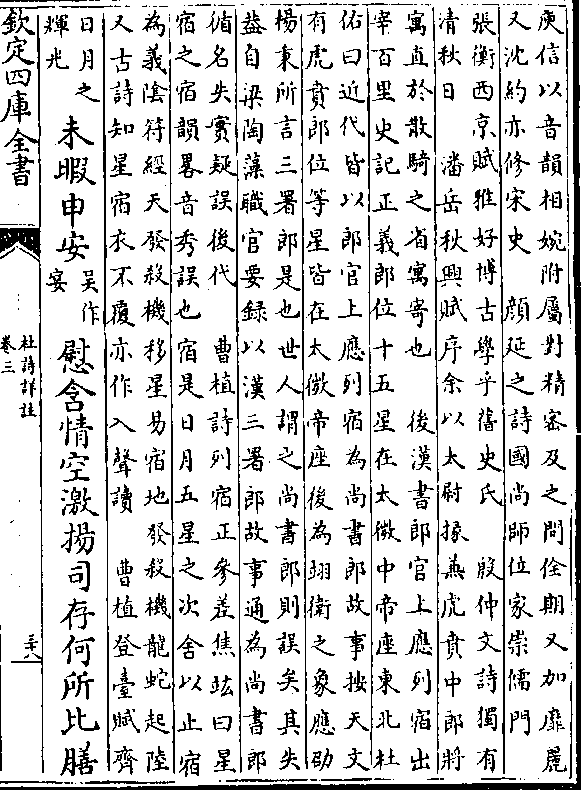 庾信以音韻相婉附屬對精密及之問佺期又加靡麗
又沈約亦修宋史　顔延之詩國尚師位家崇儒門
張衡西京賦雅好博古學乎舊史氏　殷仲文詩獨有
清秋日　潘岳秋興賦序余以太尉掾兼虎賁中郎將
寓直於散騎之省寓寄也　後漢書郎官上應列宿出
宰百里史記正義郎位十五星在太微中帝座東北杜
佑曰近代皆以郎官上應列宿為尚書郎故事按天文
有虎賁郎位等星皆在太微帝座後為翊衛之象應劭
楊東所言三署郎是也世人謂之尚書郎則誤矣其失
葢自梁陶藻職官要録以漢三署郎故事通為尚書郎
循名失實疑誤後代　曹植詩列宿正參差焦竑曰星
宿之宿韻畧音秀誤也宿是日月五星之次舍以止宿
為義陰符經天發殺機移星易宿地發殺機龍蛇起陸
又古詩知星宿衣不覆亦作入聲讀　曹植登臺賦齊
日月之
輝光
未暇申安
吴作
宴
慰含情空激揚司存何所比膳
欽定四庫全書
杜詩詳註
卷三
三十八